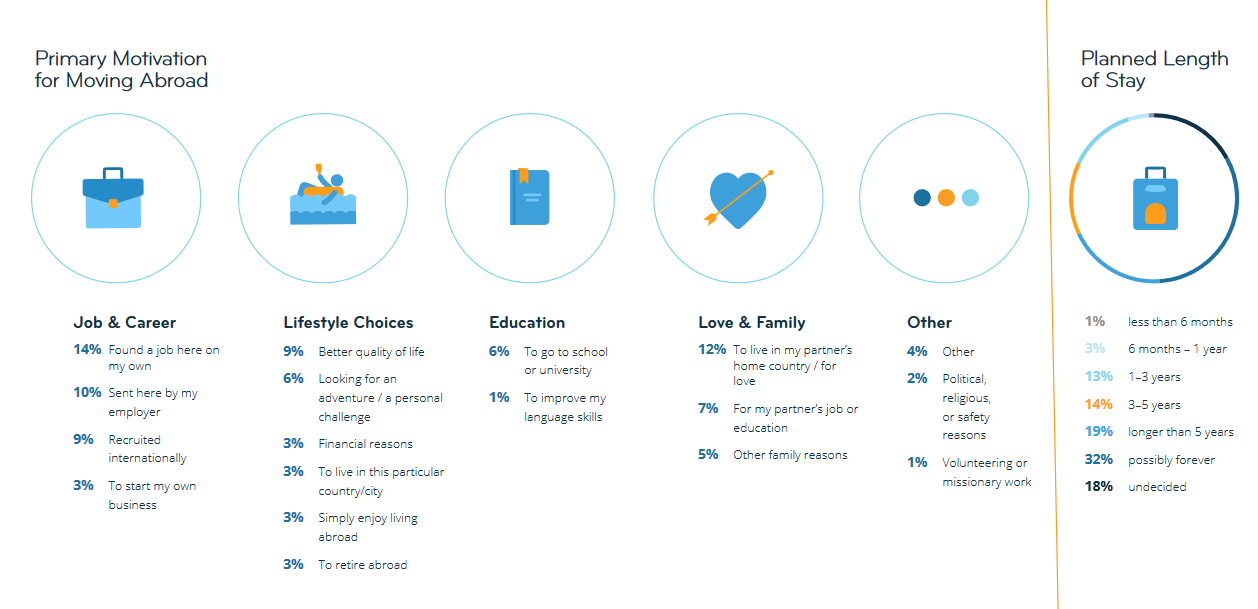 Primary Motivation
for Moving Abroad
Job & Career
14% Found a job here on
my own
10% Sent here by my
employer
9% Recruited
internationally
3% To start my own
business
Lifestyle Choices
9% Better quality of life
6% Looking for an
adventure / a personal
challenge
3% Financial reasons
3% To live in this particular
country/city
3% Simply enjoy living
abroad
3% To retire abroad
Education
6% To go to school
or university
1% To improve my
language skills
Love & Family
12% To live in my partner's
home country / for
love
7% For my partner's job or
education
5% Other family reasons
Other
4% Other
2% Political,
religious,
or safety
reasons
1% Volunteering or
missionary work
Planned Length
of Stay
1% less than 6 months
3% 6 months – 1 year
13% 1–3 years
14% 3–5 years
19% longer than 5 years
32% possibly forever
18% undecided